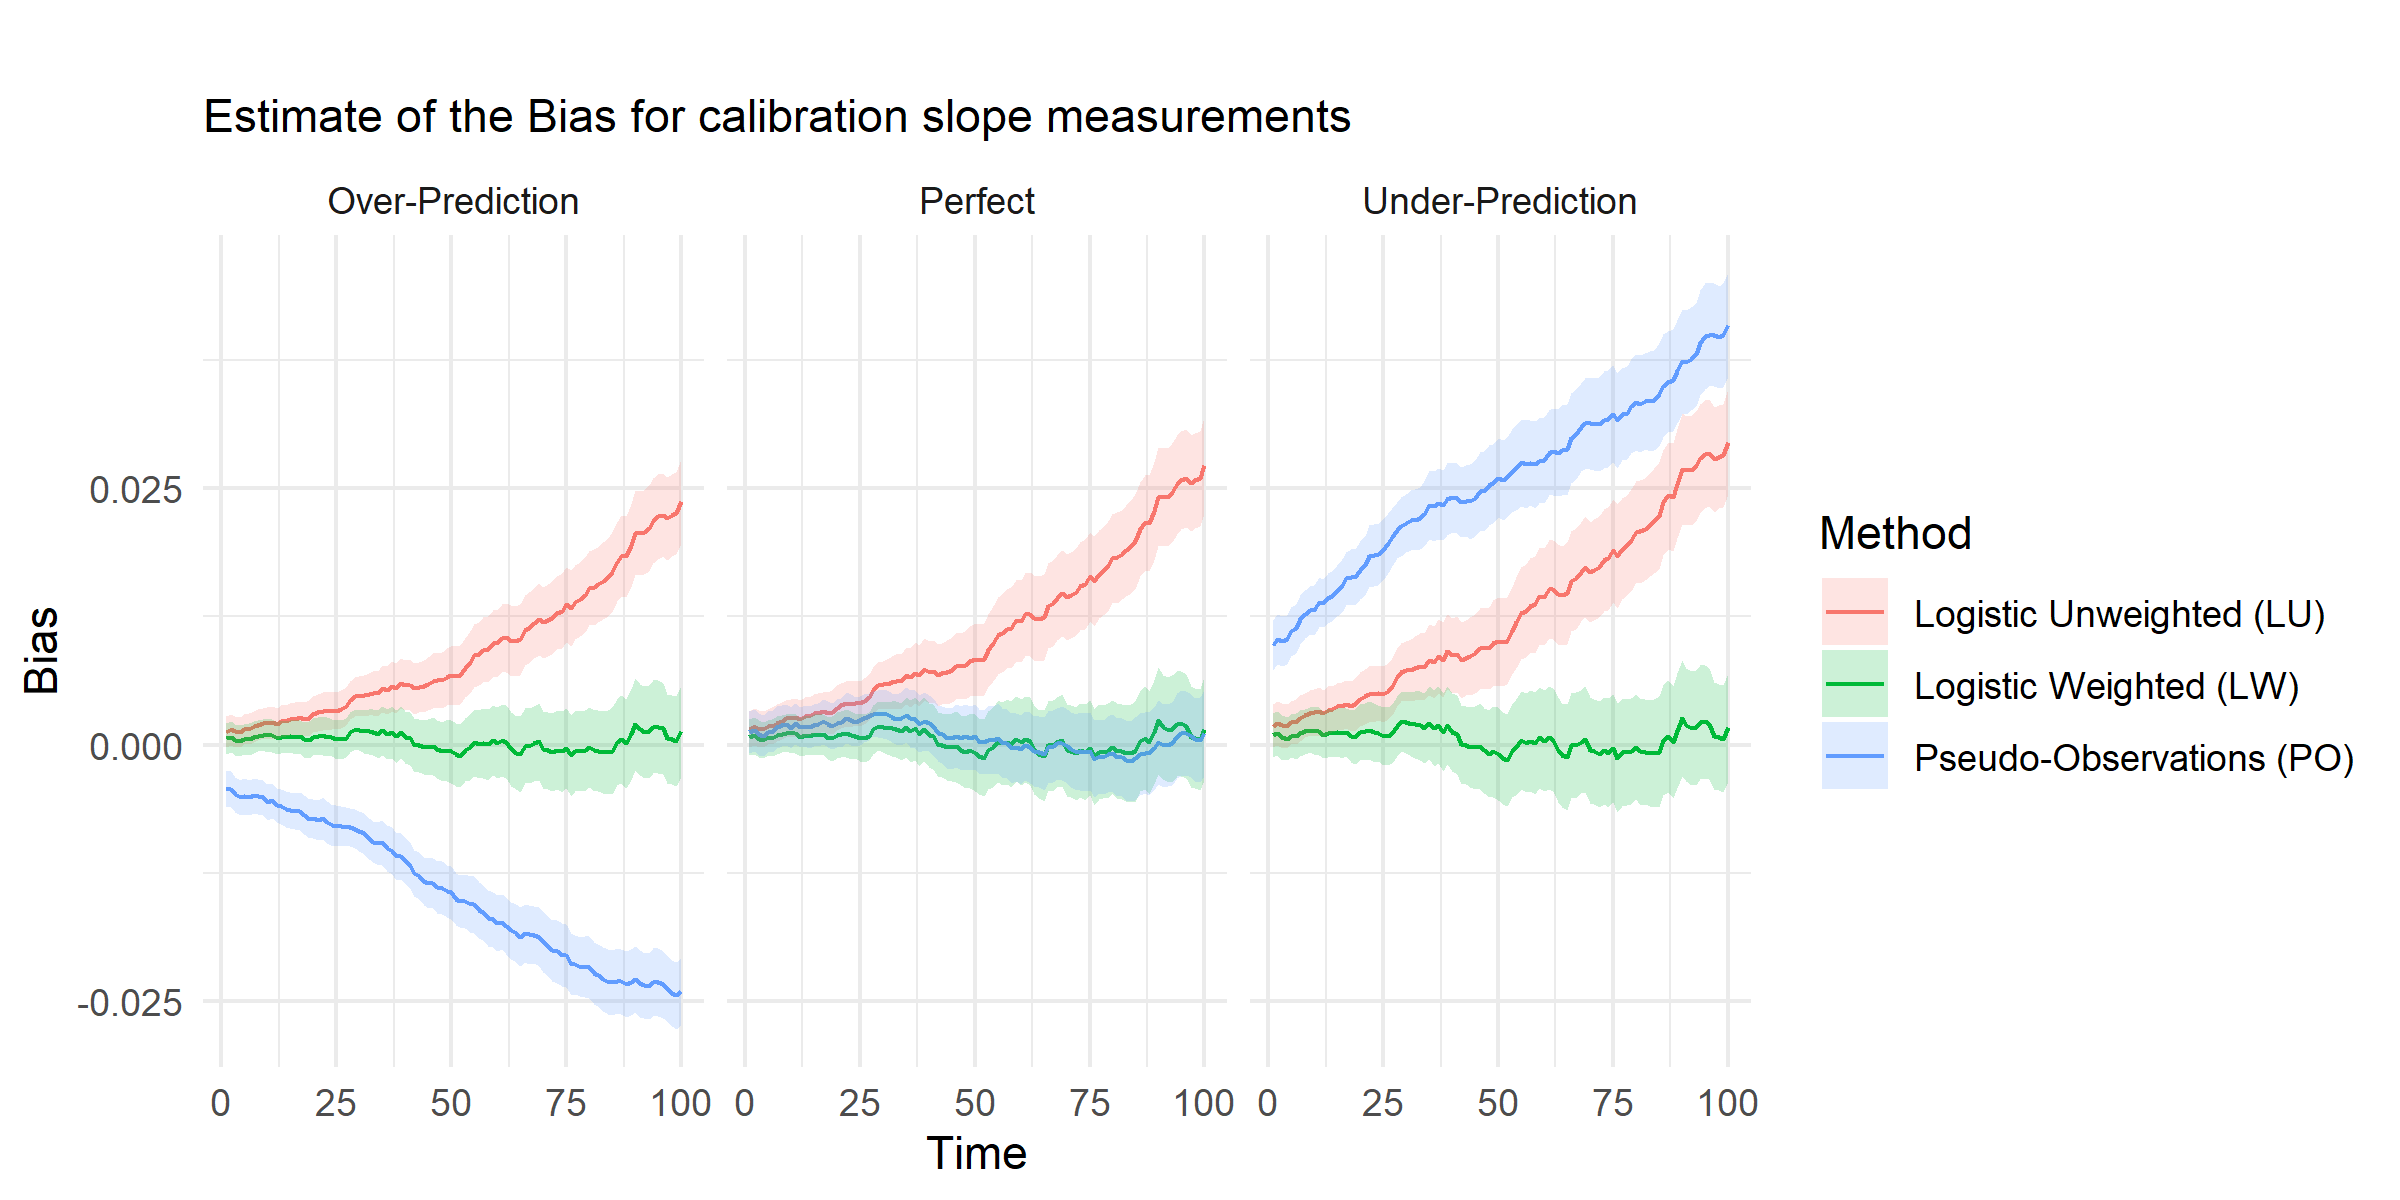 Estimate of the Bias for calibration slope measurements
Over-Prediction
Perfect
Under-Prediction
Bias
0.025
0.000
-0.025
0 25 50 75 100 0 25 50 75 100 0 25 50 75 100
Time
Method
Logistic Unweighted (LU)
Logistic Weighted (LW)
Pseudo-Observations (PO)